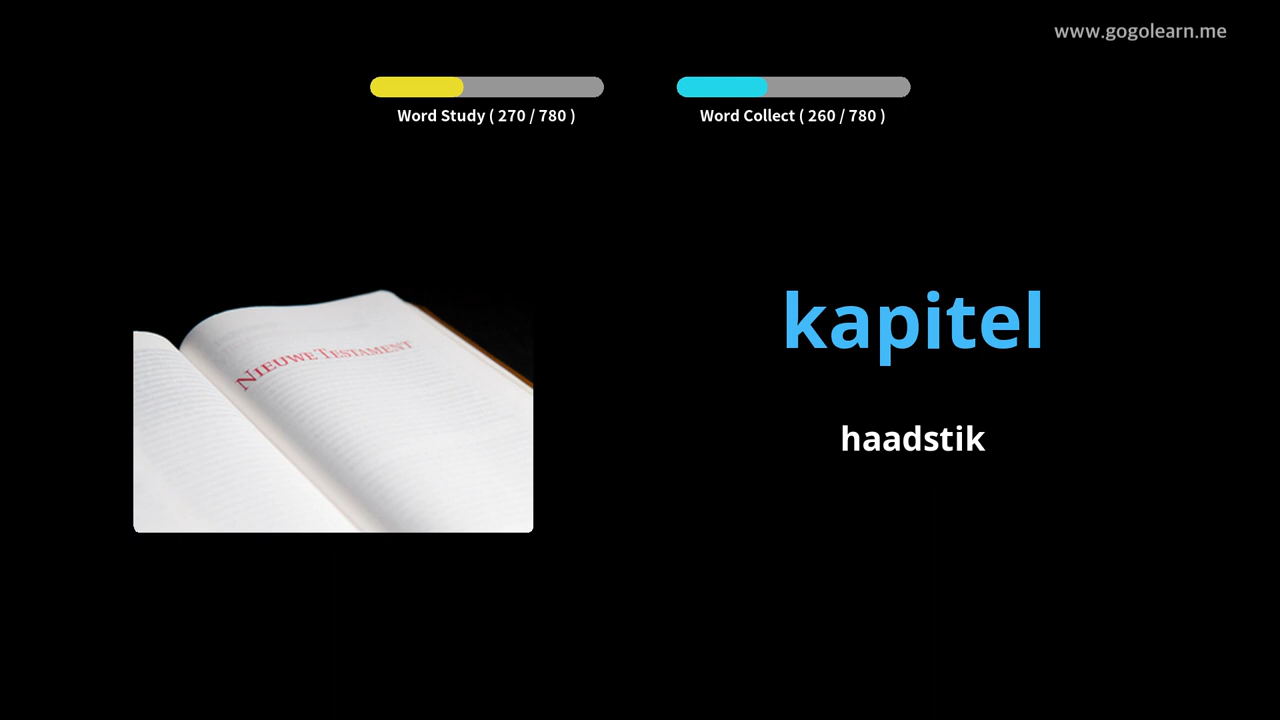 www.gogolearn.me
Word Study ( 270 / 780 )
Word Collect ( 260 / 780 )
NIEUWE TESTAMENT
kapitel
haadstik